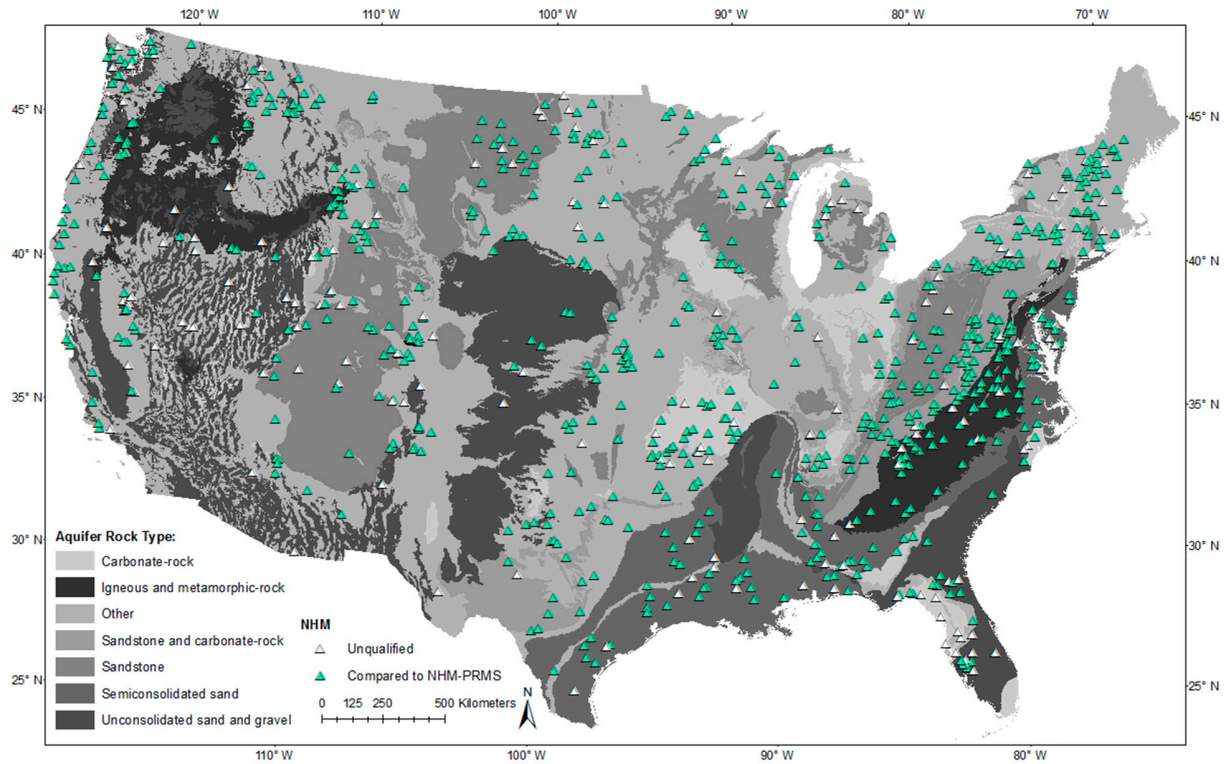 120° W 110° W 100° W 90° W 80° W 70° W
45° N 45° N
40° N 40° N
35° N 35° N
30° N 30° N
25° N 25° N
Aquifer Rock Type:
Carbonate-rock
Igneous and metamorphic-rock
Other
Sandstone and carbonate-rock
Sandstone
Semiconsolidated sand
Unconsolidated sand and gravel
NHM
Unqualified
Compared to NHM-PRMS
0 125 250 500 Kilometers
N
110° W 100° W 90° W 80° W